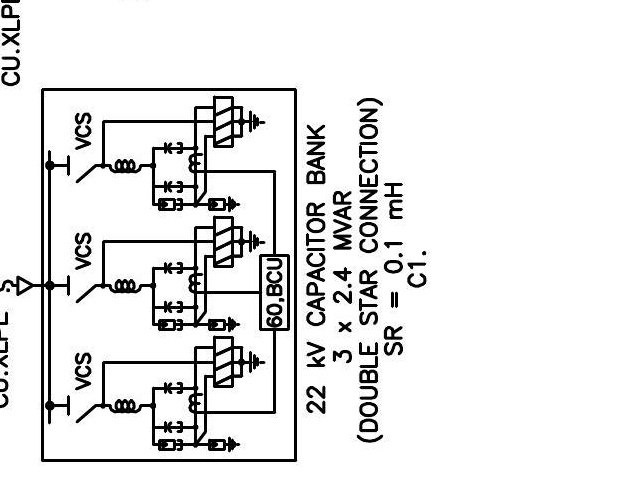 CU.XLPE
CU.XLPE
VCS
VCS
VCS
60,BCU
22 kV CAPACITOR BANK
3 x 2.4 MVAR
(DOUBLE STAR CONNECTION)
SR = 0.1 mH
C1.